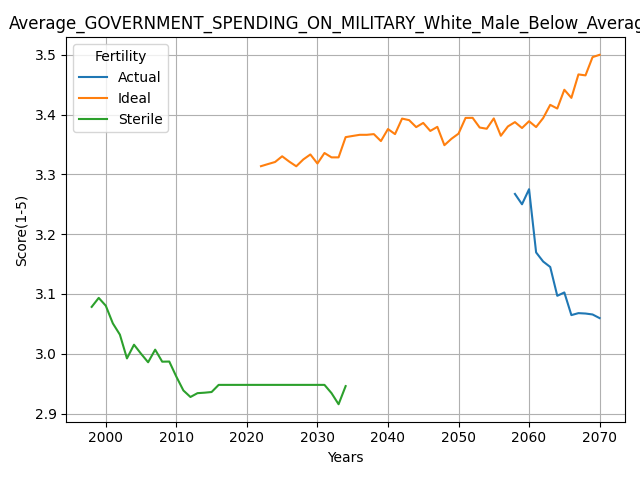 Average_GOVERNMENT_SPENDING_ON_MILITARY_White_Male_Below_Averag
Fertility
Actual
Ideal
Sterile
3.5
3.4
3.3
3.2
3.1
3.0
2.9
Score(1-5)
2000 2010 2020 2030 2040 2050 2060 2070
Years